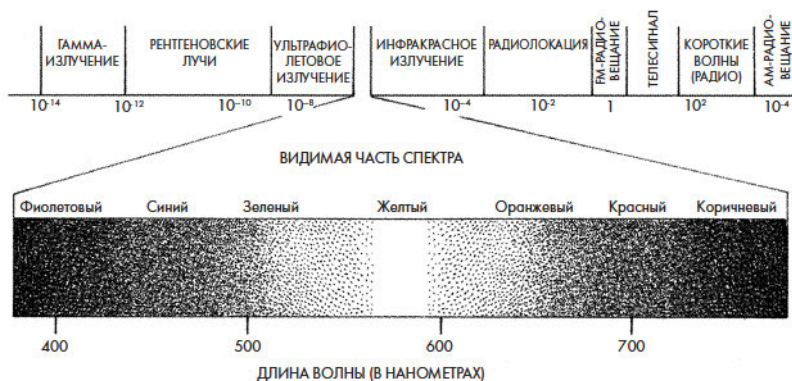 ГАММА-
ИЗЛУЧЕНИЕ
РЕНТГЕНОВСКИЕ
ЛУЧИ
УЛЬТРАФИО-
ЛЕТОВОЕ
ИЗЛУЧЕНИЕ
ИНФРАКРАСНОЕ
ИЗЛУЧЕНИЕ
РАДИОЛОКАЦИЯ
FM-РАДИО-
ВЕЩАНИЕ
ТЕЛЕСИГНАЛ
КОРОТКИЕ
ВОЛНЫ
(РАДИО)
АМ-РАДИО-
ВЕЩАНИЕ
10⁻¹⁴ 10⁻¹² 10⁻¹⁰ 10⁻⁸ 10⁻⁴ 10⁻² 1 10² 10⁻⁴
ВИДИМАЯ ЧАСТЬ СПЕКТРА
Фиолетовый Синий Зеленый Желтый Оранжевый Красный Коричневый
400 500 600 700
ДЛИНА ВОЛНЫ (В НАНОМЕТРАХ)